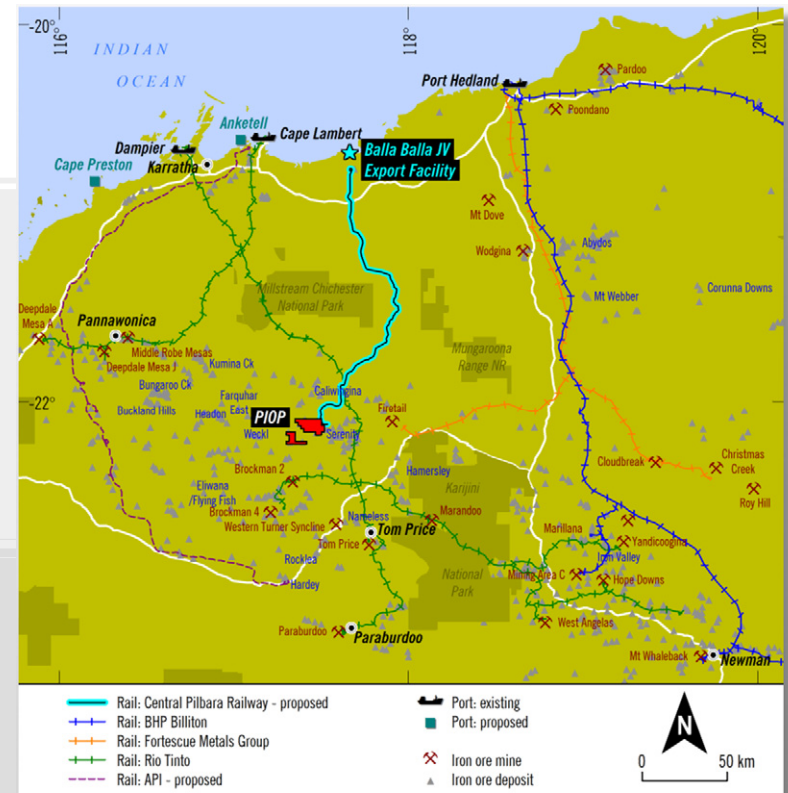 -20°
116°
118°
120°
INDIAN
OCEAN
Port Hedland
Pardoo
Poondano
Anketell
Cape Lambert
Dampier
Karratha
Cape Preston
Balla Balla JV
Export Facility
Mt Dove
Wodgina
Abydos
Mt Webber
Corunna Downs
Millstream Chichester
National Park
Deepdale
Mesa A
Pannawonica
Middle Robe Mesas
Deepdale Mesa J
Kumina Ck
Bungaroo Ck
Mungaroona
Range NR
Buckland Hills
Farquhar
Headon
East
Caliwingina
-22°
PIOP
Weckl
Serenity
Firetail
Cloudbreak
Christmas
Creek
Roy Hill
Brockman 2
Hamersley
Eliwana
/Flying Fish
Karijini
Brockman 4
Western Turner Syncline
Nameless
Marandoo
Marillana
Tom Price
Tom Price
Yandicoogina
Iron Valley
Rocklea
Hardey
National
Park
Mining Area C
Hope Downs
West Angelas
Paraburdoo
Paraburdoo
Mt Whaleback
Newman
Rail: Central Pilbara Railway - proposed
Rail: BHP Billiton
Rail: Fortescue Metals Group
Rail: Rio Tinto
Rail: API - proposed
Port: existing
Port: proposed
Iron ore mine
Iron ore deposit
N
0 50 km